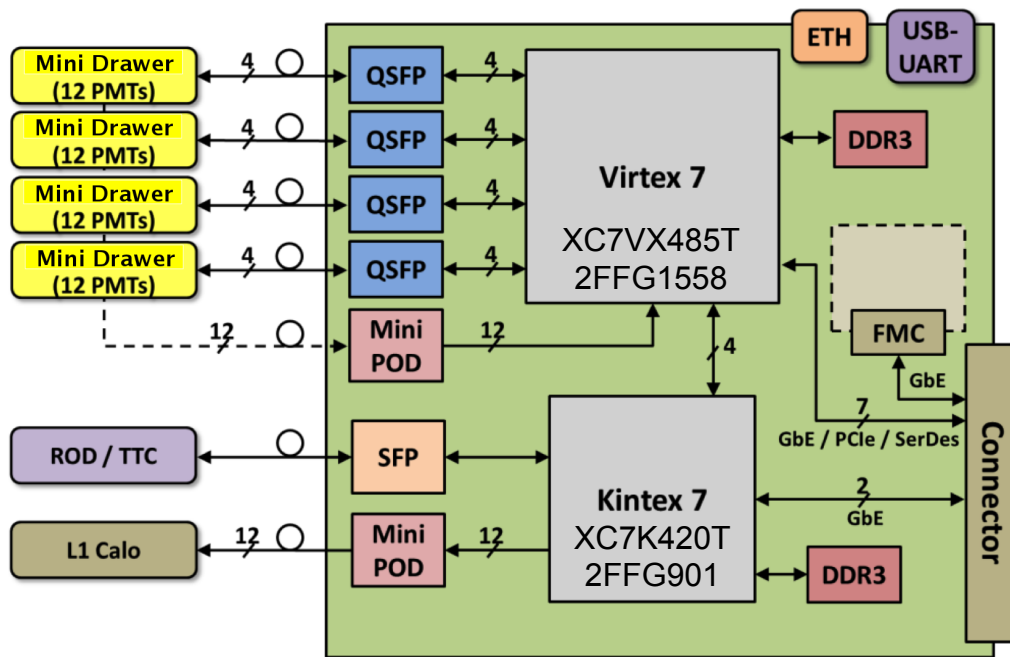 ETH
USB-
UART
Mini Drawer
(12 PMTs)
4
QSFP
4
Mini Drawer
(12 PMTs)
4
QSFP
4
Mini Drawer
(12 PMTs)
4
QSFP
4
Mini Drawer
(12 PMTs)
4
QSFP
4
Virtex 7
XC7VX485T
2FFG1558
DDR3
12
Mini
POD
12
4
FMC
GbE
7
GbE / PCIe / SerDes
ROD / TTC
SFP
Kintex 7
XC7K420T
2FFG901
2
GbE
Connector
L1 Calo
12
Mini
POD
12
DDR3